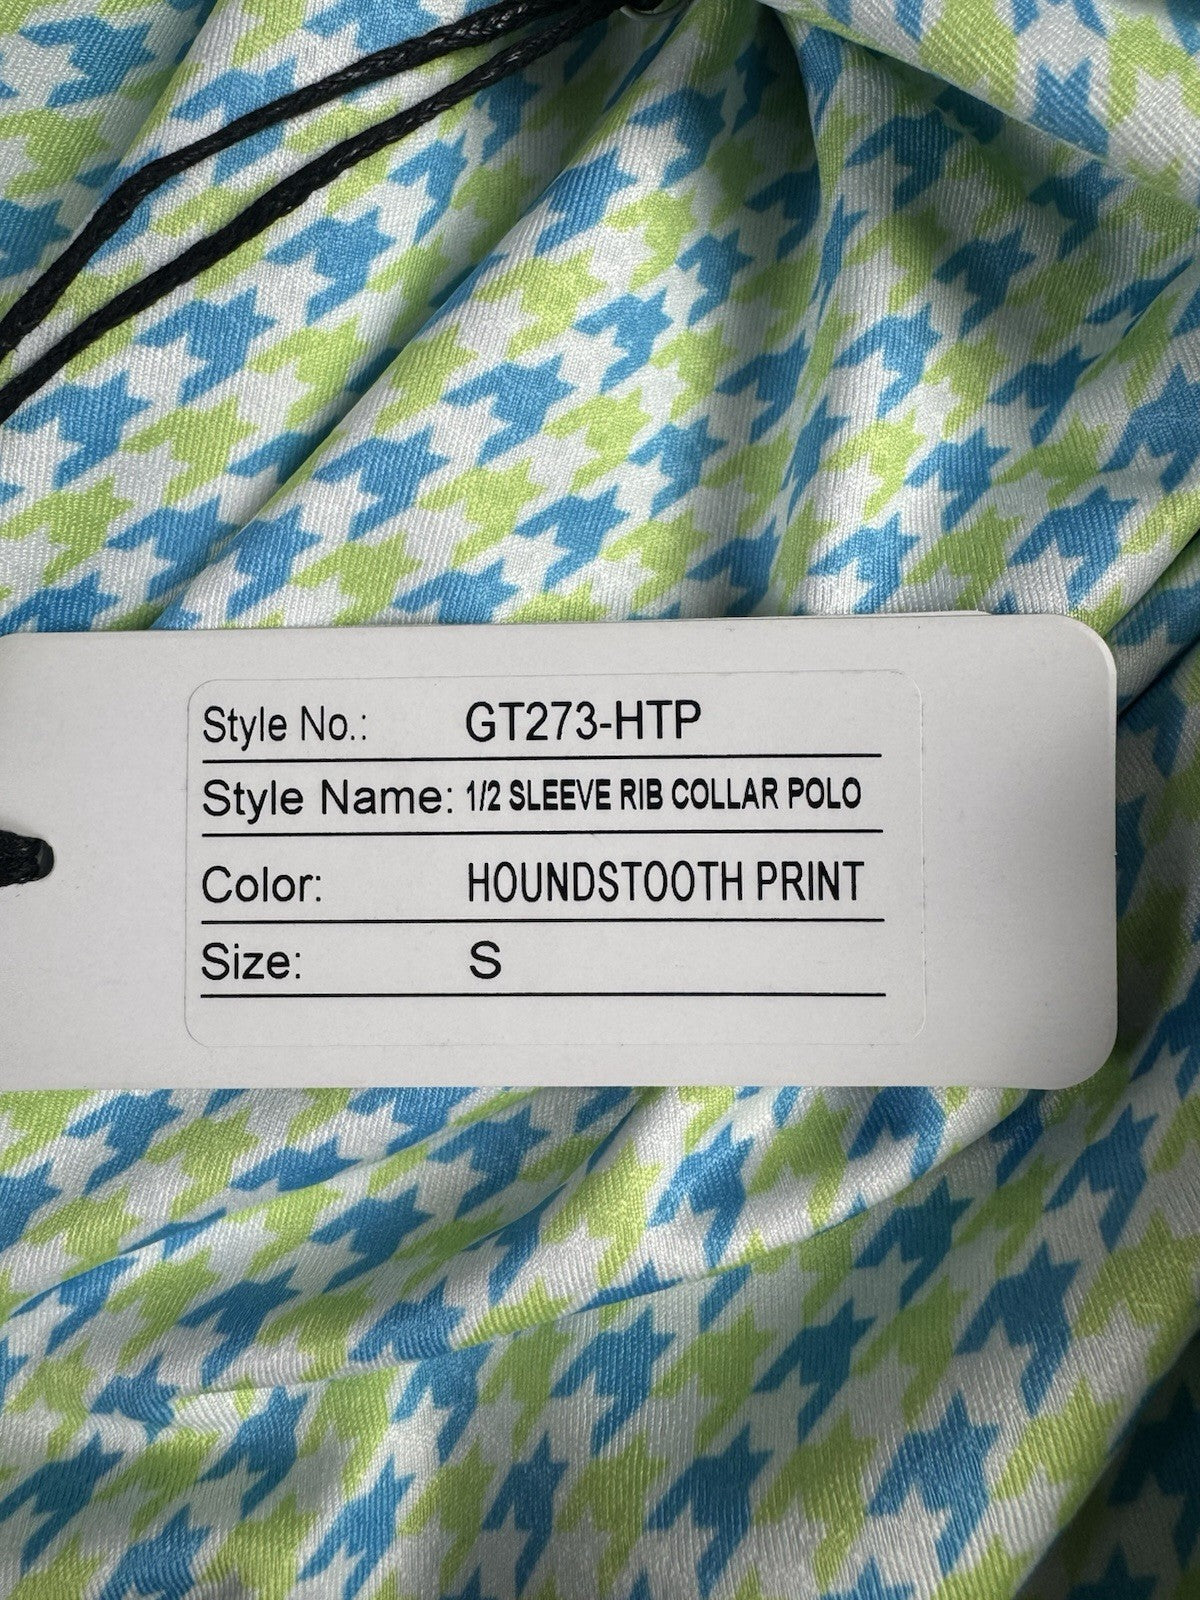 Style No.: GT273-HTP
Style Name: 1/2 SLEEVE RIB COLLAR POLO
Color: HOUNDSTOOTH PRINT
Size: S